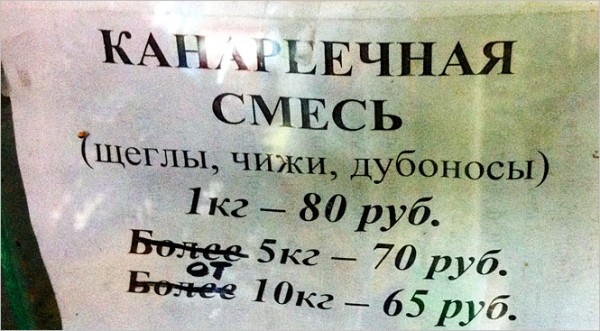 КАНАРЕЕЧНАЯ
СМЕСЬ
(щеглы, чижи, дубоносы)
1кг – 80 руб.
Более 5кг – 70 руб.
от
Более 10кг – 65 руб.